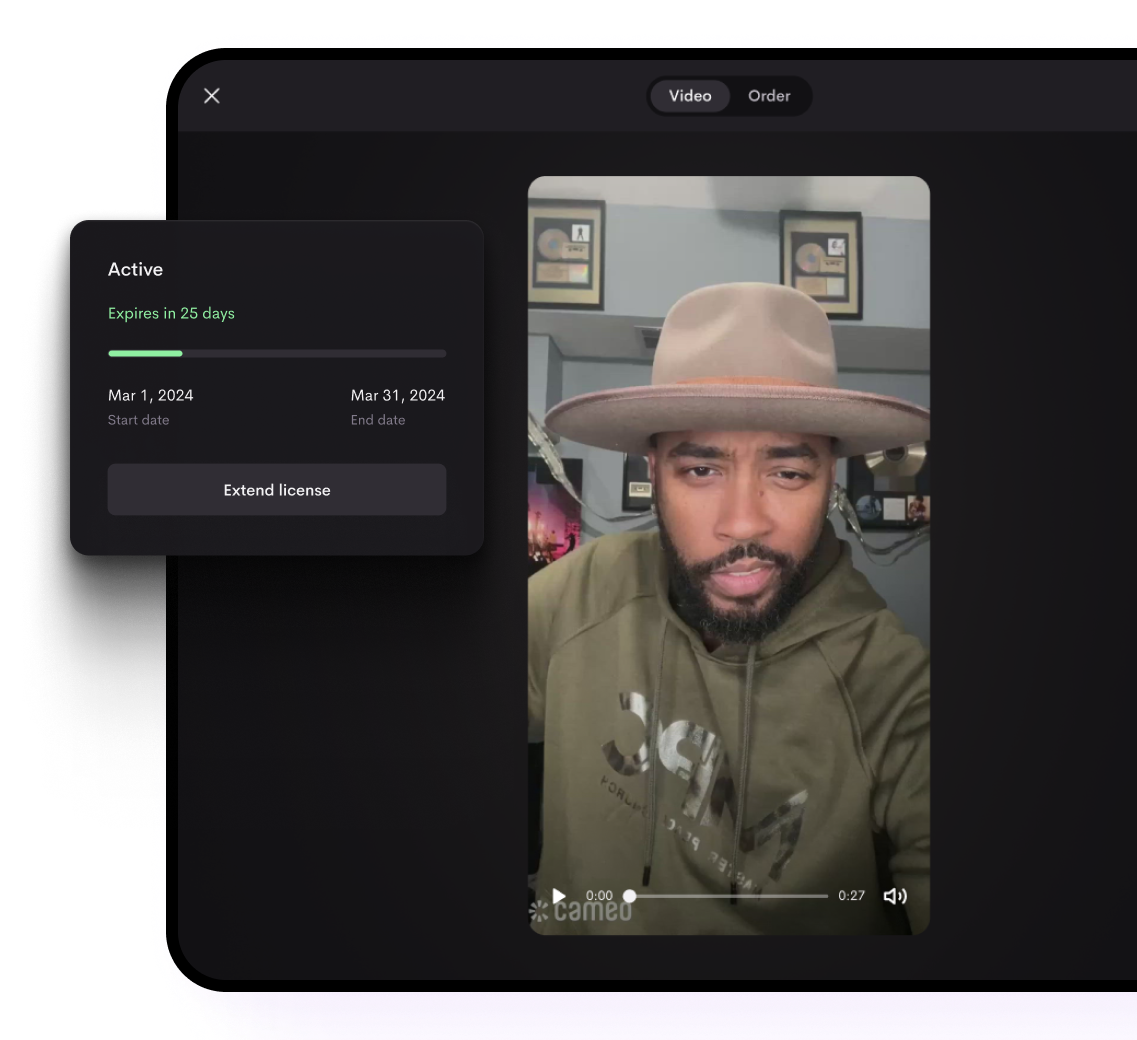 Video
Order
Active
Expires in 25 days
Mar 1, 2024
Mar 31, 2024
Start date
End date
Extend license
0:00
0:27
cameo